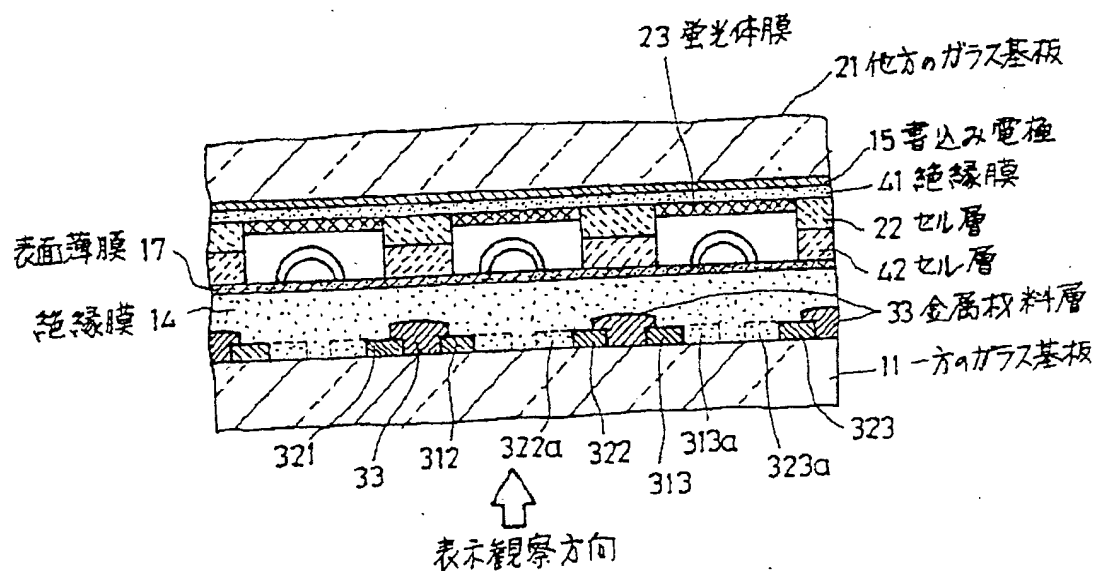 23 蛍光体膜
21 他方のガラス基板
15 書込み電極
41 絶縁膜
22 セル層
42 セル層
表面薄膜 17
絶縁膜 14
33 金属材料層
11 一方のガラス基板
321
33
312
322a
322
313
313a
323a
323
表示観察方向